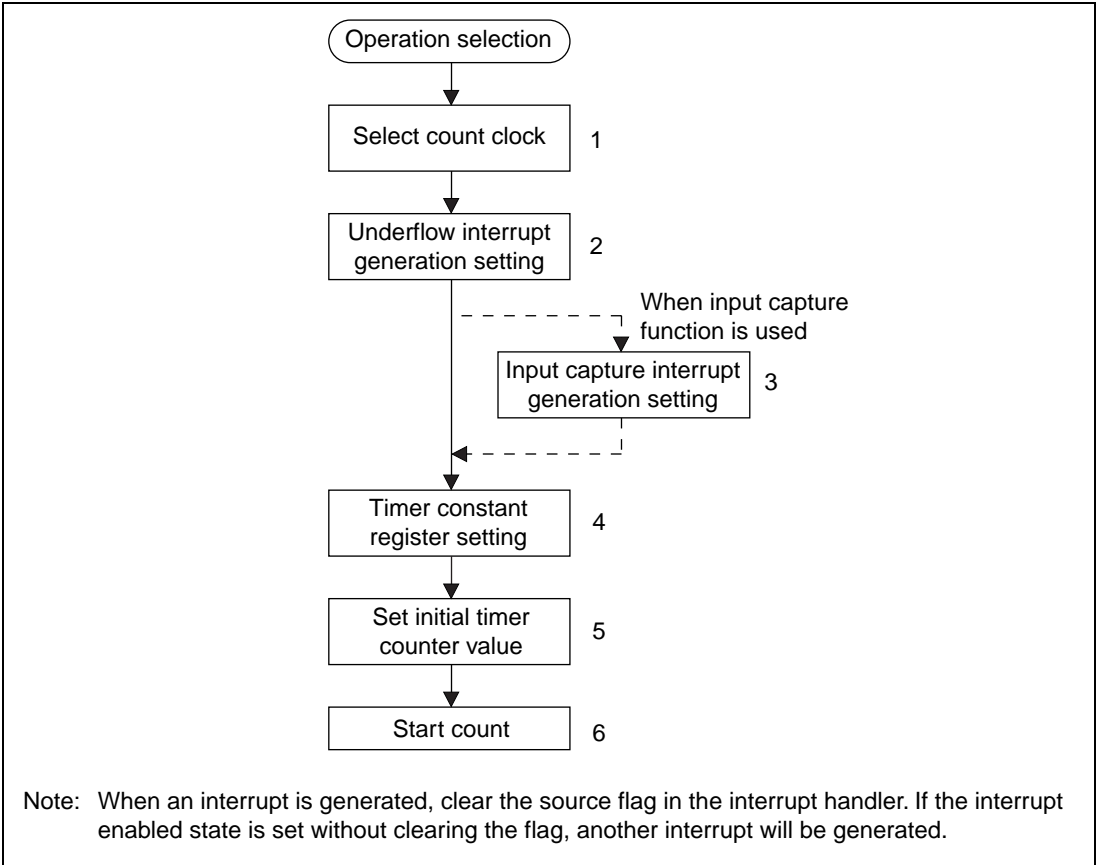 Operation selection
Select count clock
1
Underflow interrupt
generation setting
2
When input capture
function is used
Input capture interrupt
generation setting
3
Timer constant
register setting
4
Set initial timer
counter value
5
Start count
6
Note: When an interrupt is generated, clear the source flag in the interrupt handler. If the interrupt
enabled state is set without clearing the flag, another interrupt will be generated.